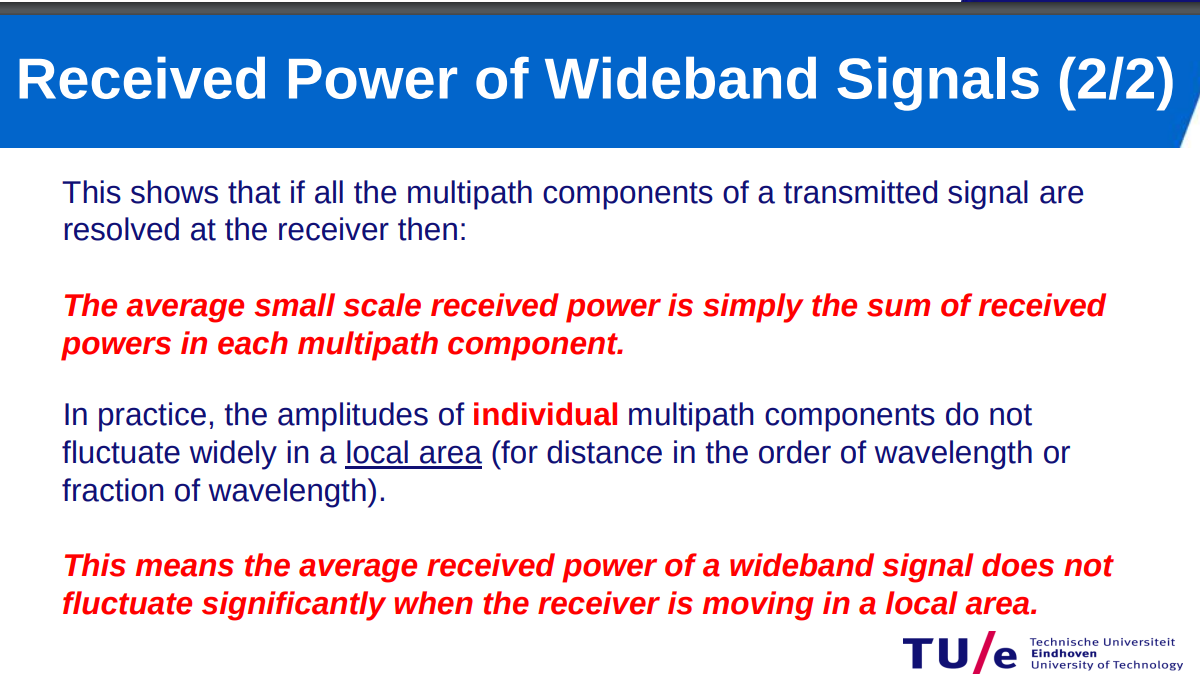 Received Power of Wideband Signals (2/2)
This shows that if all the multipath components of a transmitted signal are
resolved at the receiver then:
The average small scale received power is simply the sum of received
powers in each multipath component.
In practice, the amplitudes of individual multipath components do not
fluctuate widely in a local area (for distance in the order of wavelength or
fraction of wavelength).
This means the average received power of a wideband signal does not
fluctuate significantly when the receiver is moving in a local area.
TU/e
Technische Universiteit
Eindhoven
University of Technology